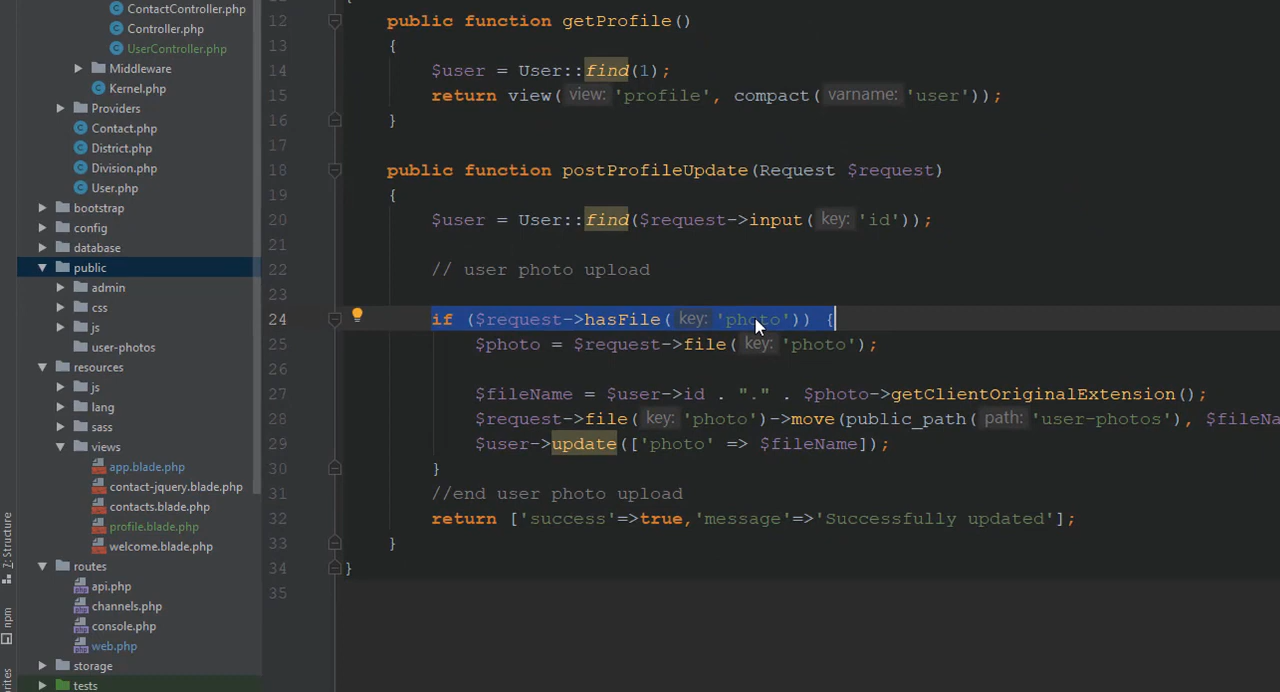 ContactController.php
Controller.php
UserController.php
Middleware
Kernel.php
Providers
Contact.php
District.php
Division.php
User.php
bootstrap
config
database
public
admin
css
js
user-photos
resources
js
lang
sass
views
app.blade.php
contact-jquery.blade.php
contacts.blade.php
profile.blade.php
welcome.blade.php
routes
api.php
channels.php
console.php
web.php
storage
tests
7: Structure
npm
12 public function getProfile()
13 {
14 $user = User::find(1);
15 return view( view: 'profile', compact( varname: 'user'));
16 }
17
18 public function postProfileUpdate(Request $request)
19 {
20 $user = User::find($request->input( key: 'id'));
21
22 // user photo upload
23
24 if ($request->hasFile( key: 'photo')) {
25 $photo = $request->file( key: 'photo');
26
27 $fileName = $user->id . "." . $photo->getClientOriginalExtension();
28 $request->file( key: 'photo')->move(public_path( path: 'user-photos'), $fileNa
29 $user->update(['photo' => $fileName]);
30 }
31 //end user photo upload
32 return ['success'=>true,'message'=>'Successfully updated'];
33 }
34 }
35